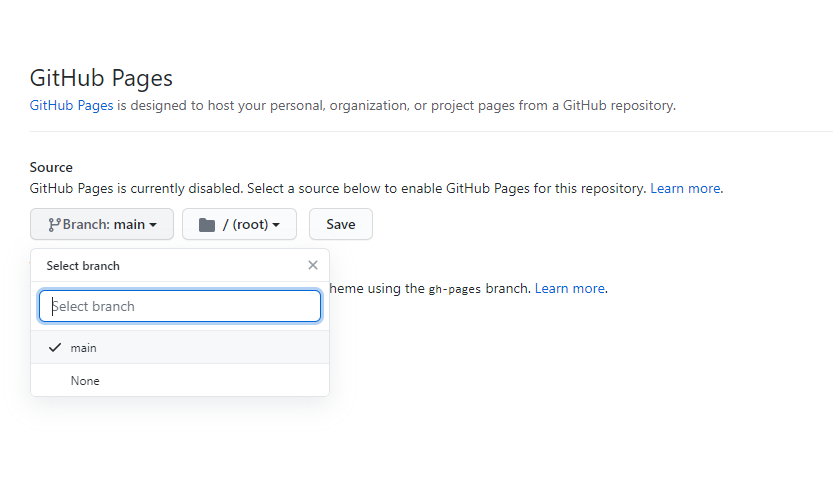 GitHub Pages
GitHub Pages is designed to host your personal, organization, or project pages from a GitHub repository.
Source
GitHub Pages is currently disabled. Select a source below to enable GitHub Pages for this repository. Learn more.
Branch: main / (root) Save
Select branch
heme using the gh-pages branch. Learn more.
Select branch
main
None